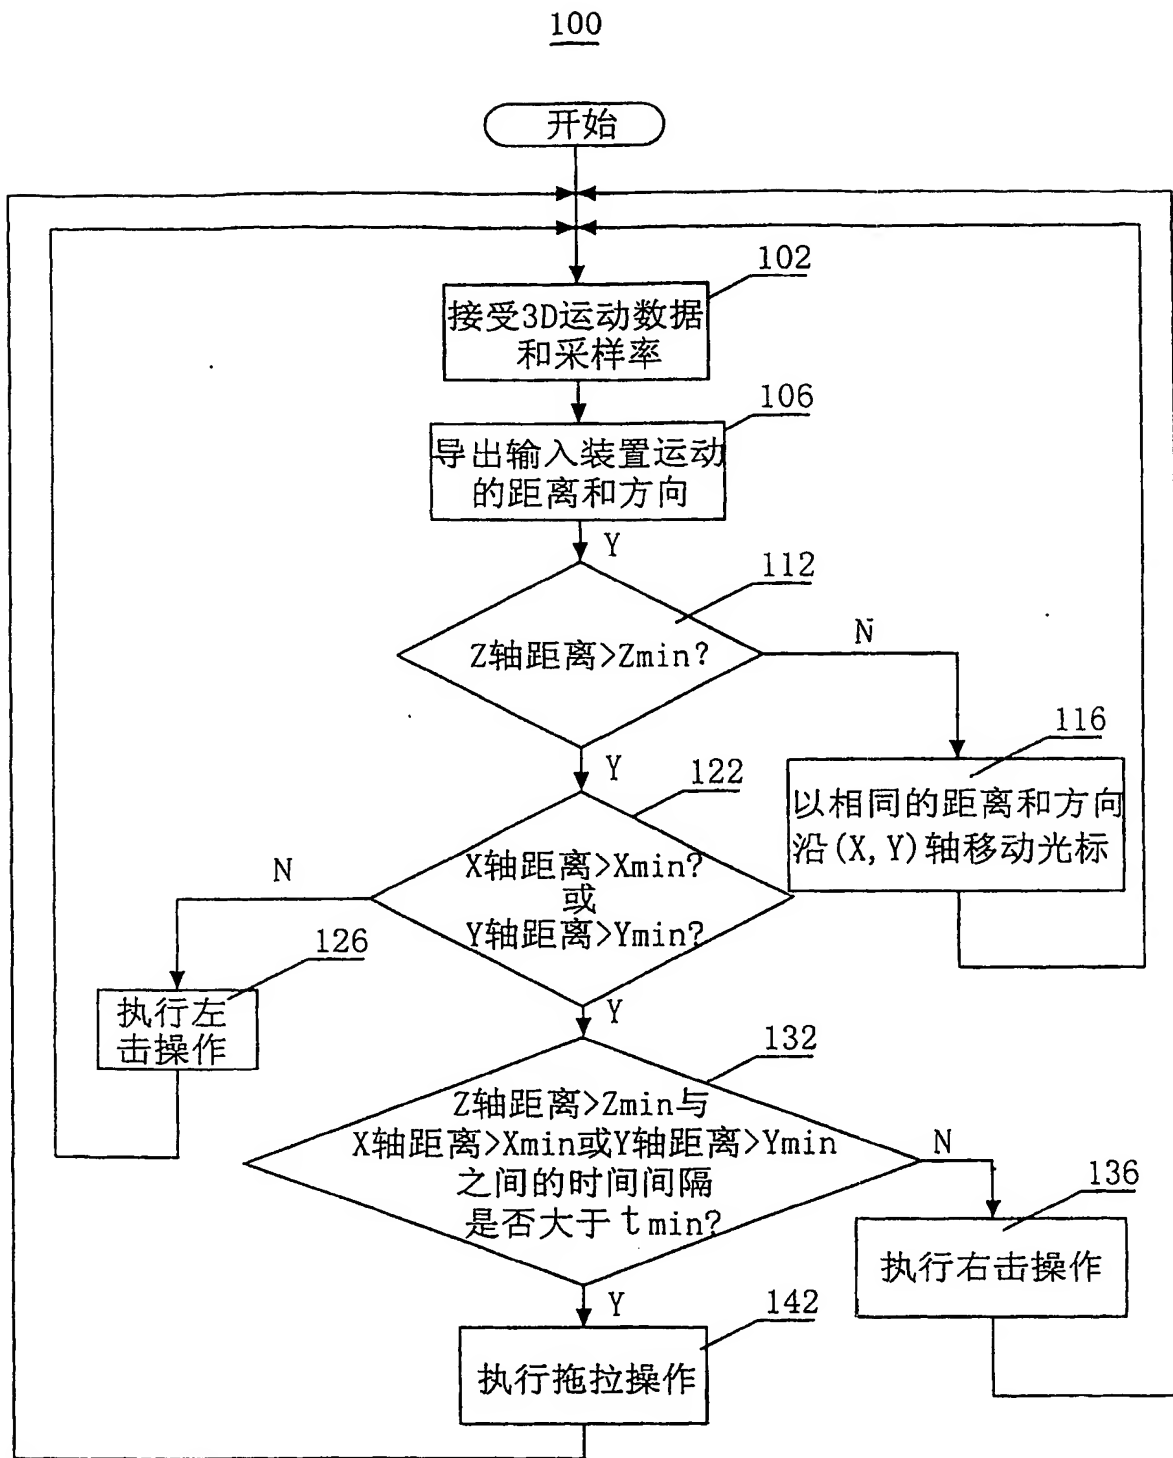 100
开始
102
接受3D运动数据
和采样率
106
导出输入装置运动
的距离和方向
Y
112
Z轴距离>Zmin?
N
116
以相同的距离和方向
沿(X,Y)轴移动光标
Y
122
X轴距离>Xmin?
或
Y轴距离>Ymin?
N
126
执行左
击操作
Y
132
Z轴距离>Zmin与
X轴距离>Xmin或Y轴距离>Ymin
之间的时间间隔
是否大于tmin?
N
136
执行右击操作
Y
142
执行拖拉操作